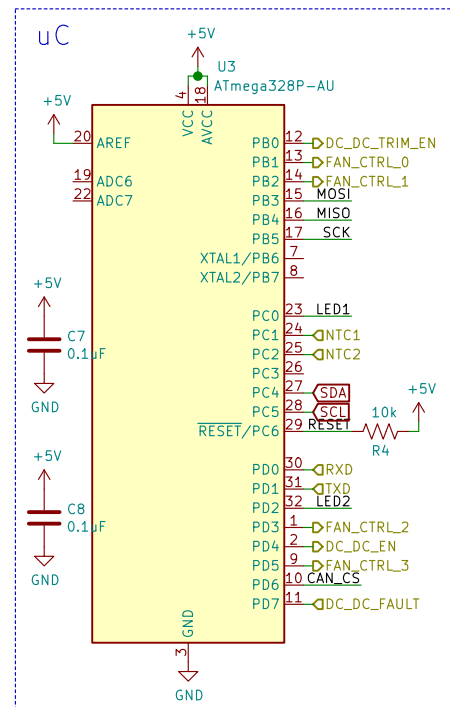 uC
+5V
U3
ATmega328P-AU
+5V
4
18
VCC
AVCC
20 AREF
PB0 12 DC_DC_TRIM_EN
PB1 13 FAN_CTRL_0
19 ADC6
PB2 14 FAN_CTRL_1
22 ADC7
PB3 15 MOSI
PB4 16 MISO
PB5 17 SCK
XTAL1/PB6 7
XTAL2/PB7 8
+5V
PC0 23 LED1
C7
PC1 24 NTC1
0.1uF
PC2 25 NTC2
PC3 26
GND
PC4 27 SDA
+5V
PC5 28 SCL
10k
RESET/PC6 29 RESET
R4
+5V
PD0 30 RXD
PD1 31 TXD
C8
PD2 32 LED2
0.1uF
PD3 1 FAN_CTRL_2
PD4 2 DC_DC_EN
PD5 9 FAN_CTRL_3
GND
PD6 10 CAN_CS
PD7 11 DC_DC_FAULT
GND
3
GND